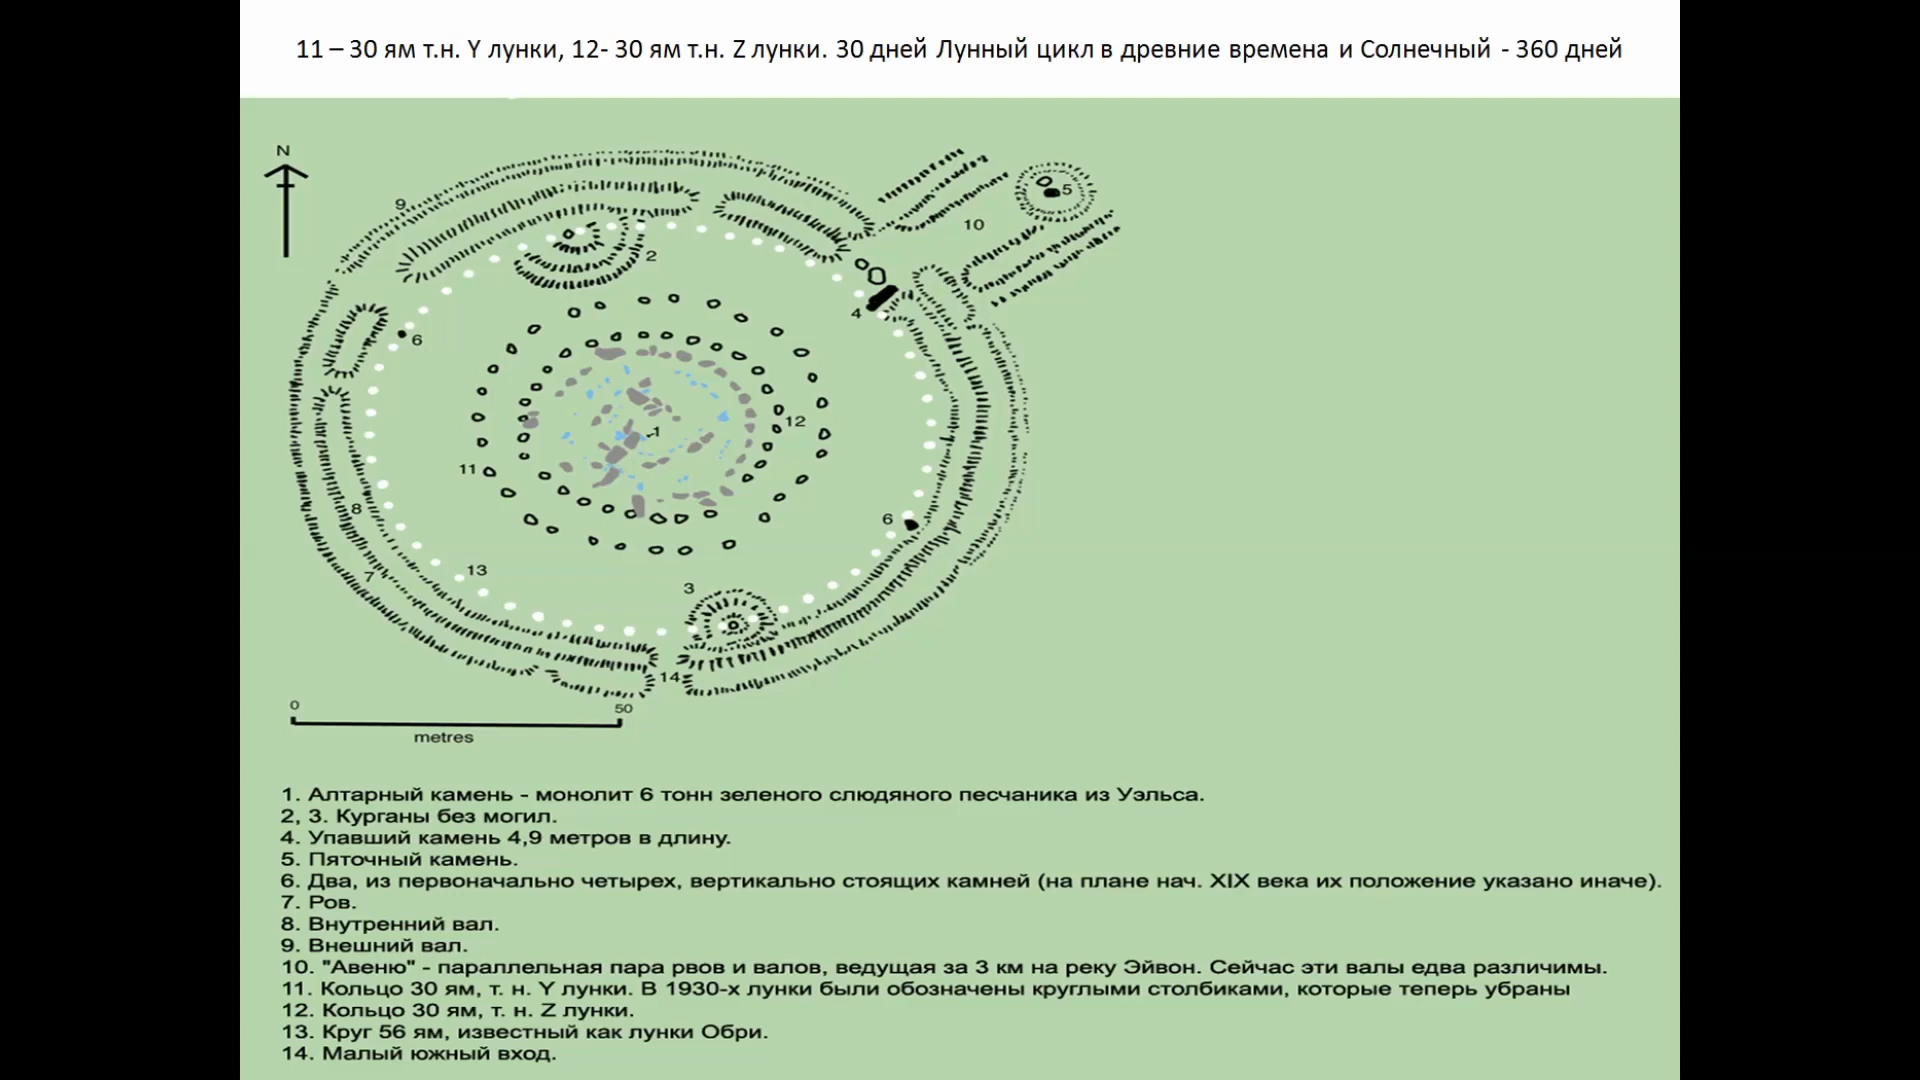 11 – 30 ям т.н. Y лунки, 12- 30 ям т.н. Z лунки. 30 дней Лунный цикл в древние времена и Солнечный - 360 дней
N
9
5
10
2
4
6
12
1
11
8
6
13
7
3
14
0
50
metres
1. Алтарный камень - монолит 6 тонн зеленого слюдяного песчаника из Уэльса.
2, 3. Курганы без могил.
4. Упавший камень 4,9 метров в длину.
5. Пяточный камень.
6. Два, из первоначально четырех, вертикально стоящих камней (на плане нач. XIX века их положение указано иначе).
7. Ров.
8. Внутренний вал.
9. Внешний вал.
10. "Авеню" - параллельная пара рвов и валов, ведущая за 3 км на реку Эйвон. Сейчас эти валы едва различимы.
11. Кольцо 30 ям, т. н. Y лунки. В 1930-х лунки были обозначены круглыми столбиками, которые теперь убраны
12. Кольцо 30 ям, т. н. Z лунки.
13. Круг 56 ям, известный как лунки Обри.
14. Малый южный вход.